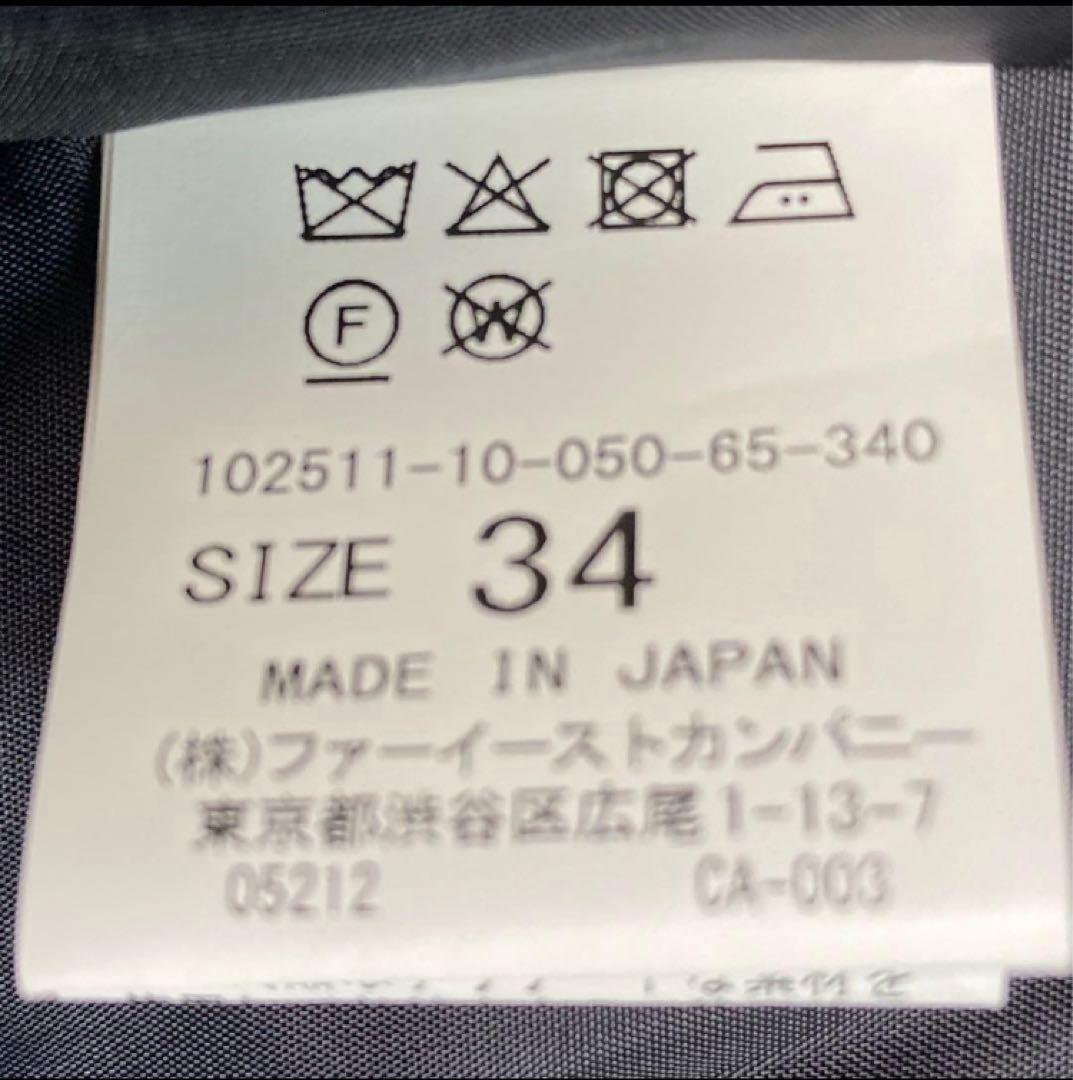 F W
102511-10-050-65-340
SIZE 34
MADE IN JAPAN
(株)ファーイーストカンパニー
東京都渋谷区広尾1-13-7
05212 CA-003